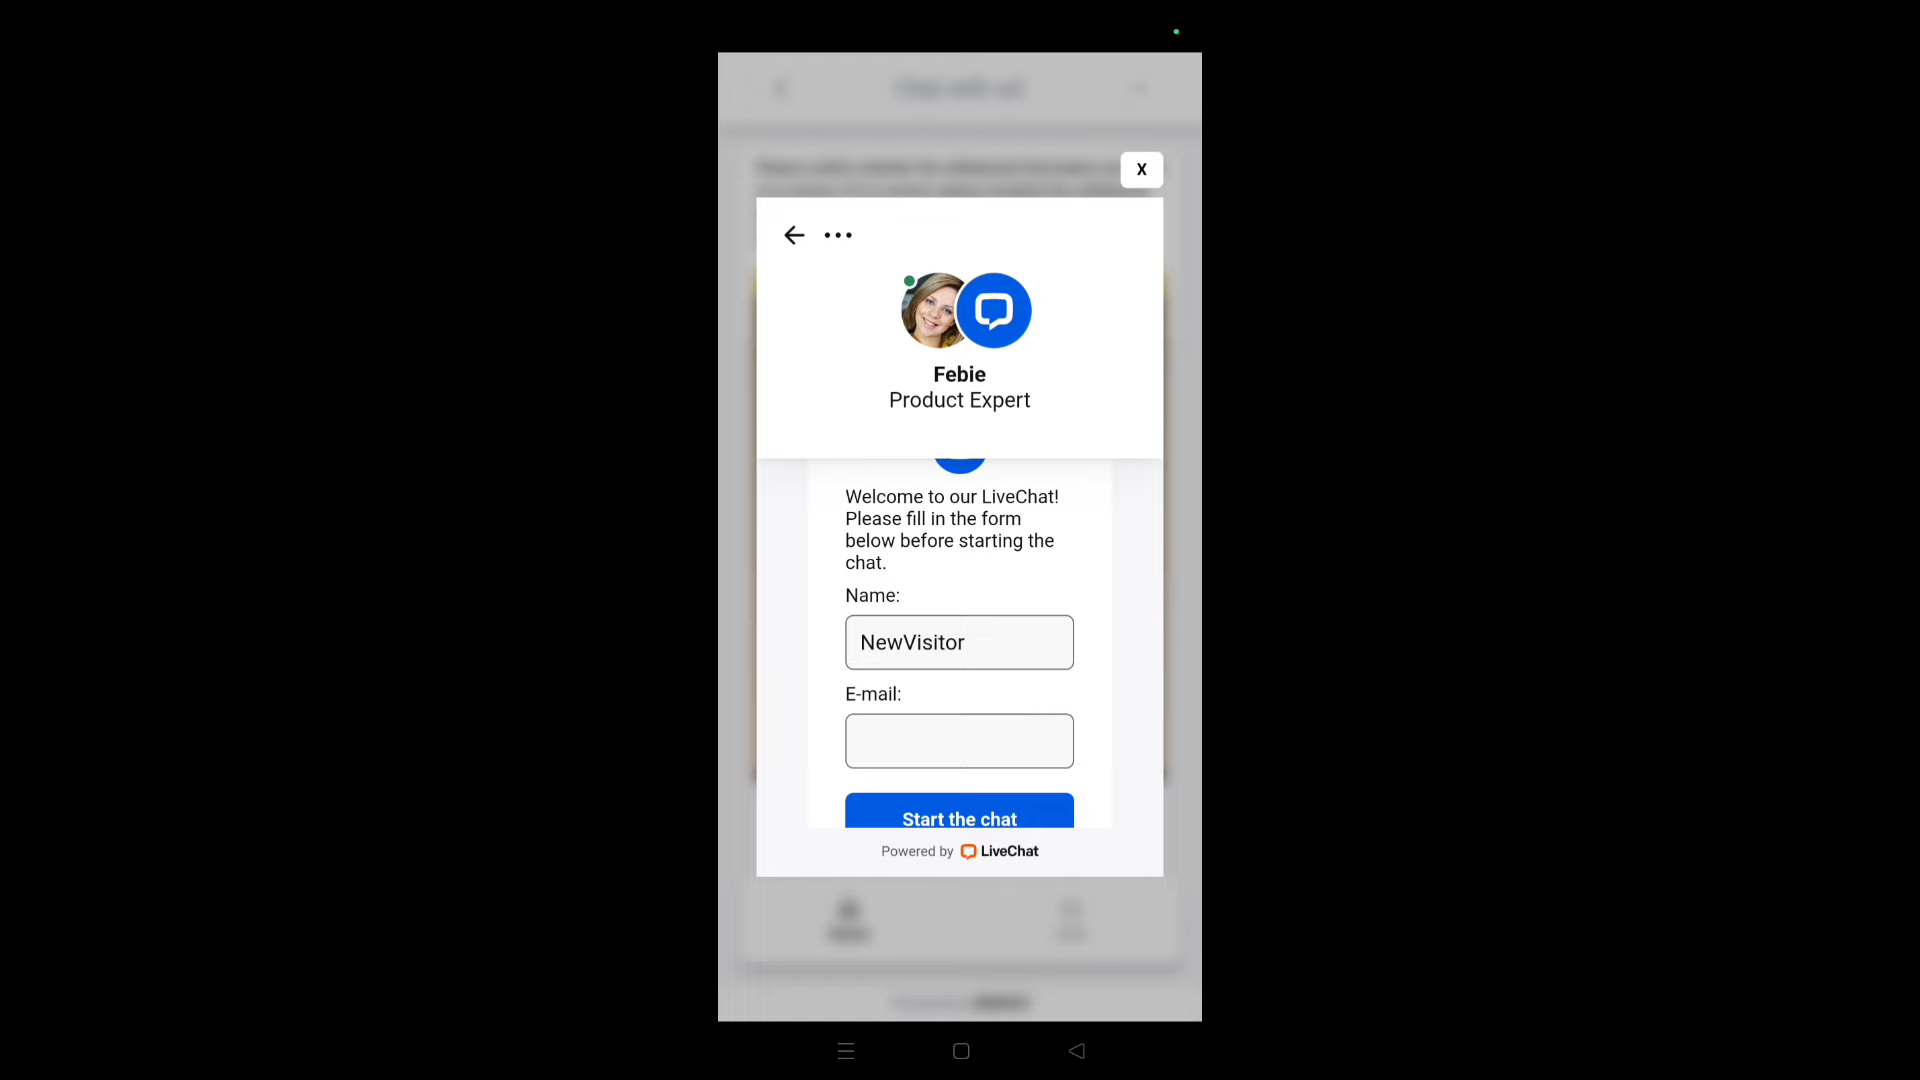 X
Febie
Product Expert
Welcome to our LiveChat!
Please fill in the form
below before starting the
chat.
Name:
NewVisitor
E-mail:
Start the chat
Powered by LiveChat